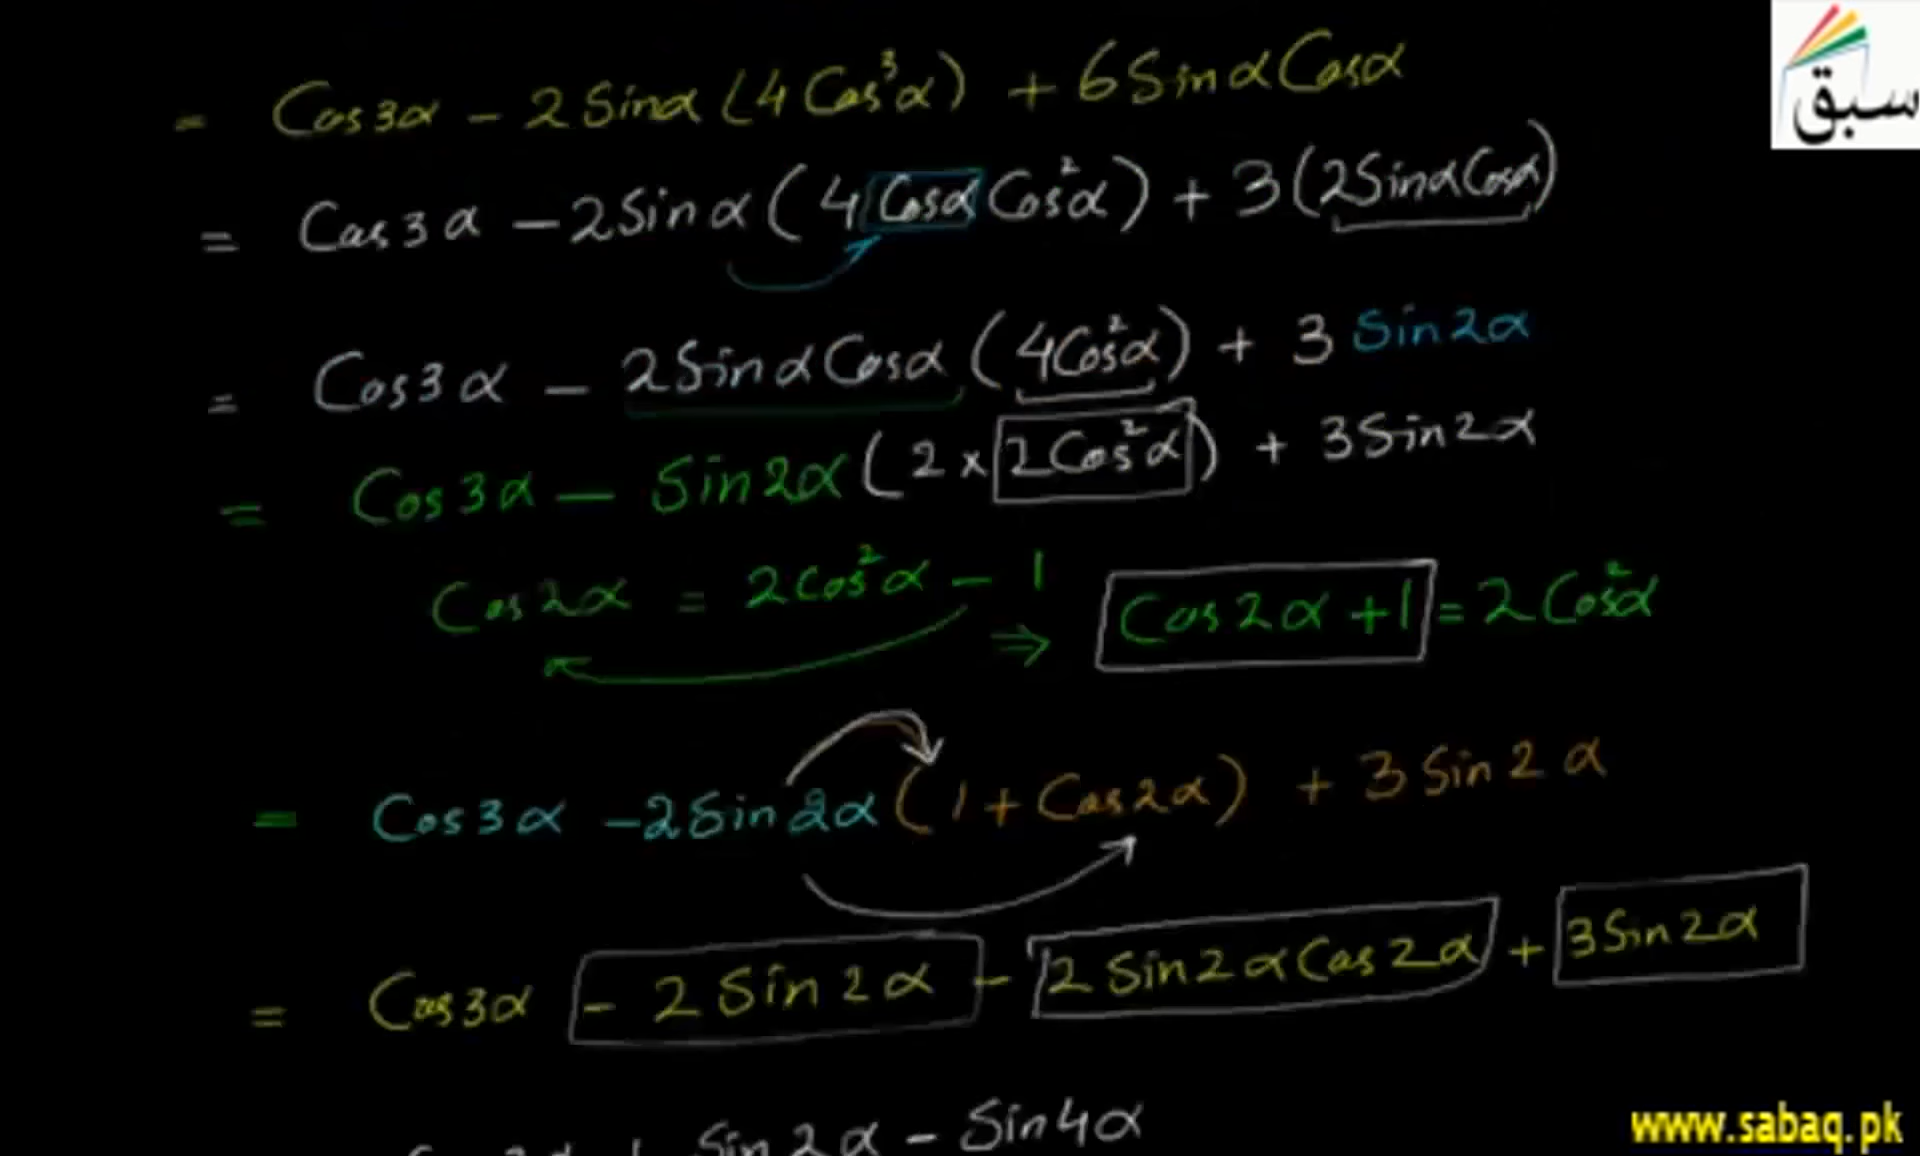 سبق
= Cos3α - 2Sinα(4Cos³α) + 6SinαCosα
= Cos3α - 2Sinα(4CosαCos²α) + 3(2SinαCosα)
= Cos3α - 2SinαCosα(4Cos²α) + 3Sin2α
= Cos3α - Sin2α(2×2Cos²α) + 3Sin2α
Cos2α = 2Cos²α - 1 ⇒ Cos2α+1 = 2Cos²α
= Cos3α - 2Sin2α(1+Cos2α) + 3Sin2α
= Cos3α - 2Sin2α - 2Sin2αCos2α + 3Sin2α
Sin2α - Sin4α
www.sabaq.pk